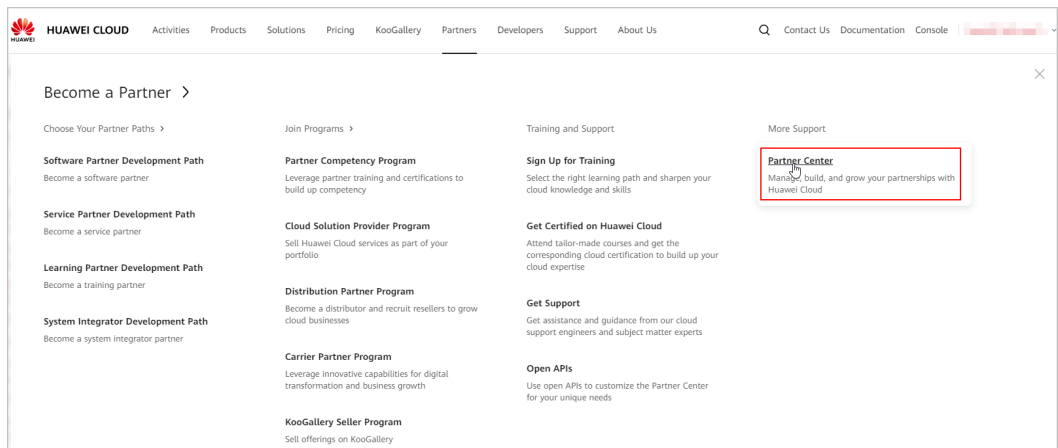 HUAWEI
HUAWEI CLOUD Activities Products Solutions Pricing KooGallery Partners Developers Support About Us Contact Us Documentation Console
Become a Partner >
Choose Your Partner Paths >
Software Partner Development Path
Become a software partner
Service Partner Development Path
Become a service partner
Learning Partner Development Path
Become a training partner
System Integrator Development Path
Become a system integrator partner
Join Programs >
Partner Competency Program
Leverage partner training and certifications to
build up competency
Cloud Solution Provider Program
Sell Huawei Cloud services as part of your
portfolio
Distribution Partner Program
Become a distributor and recruit resellers to grow
cloud businesses
Carrier Partner Program
Leverage innovative capabilities for digital
transformation and business growth
KooGallery Seller Program
Sell offerings on KooGallery
Training and Support
Sign Up for Training
Select the right learning path and sharpen your
cloud knowledge and skills
Get Certified on Huawei Cloud
Attend tailor-made courses and get the
corresponding cloud certification to build up your
cloud expertise
Get Support
Get assistance and guidance from our cloud
support engineers and subject matter experts
Open APIs
Use open APIs to customize the Partner Center
for your unique needs
More Support
Partner Center
Manage, build, and grow your partnerships with
Huawei Cloud